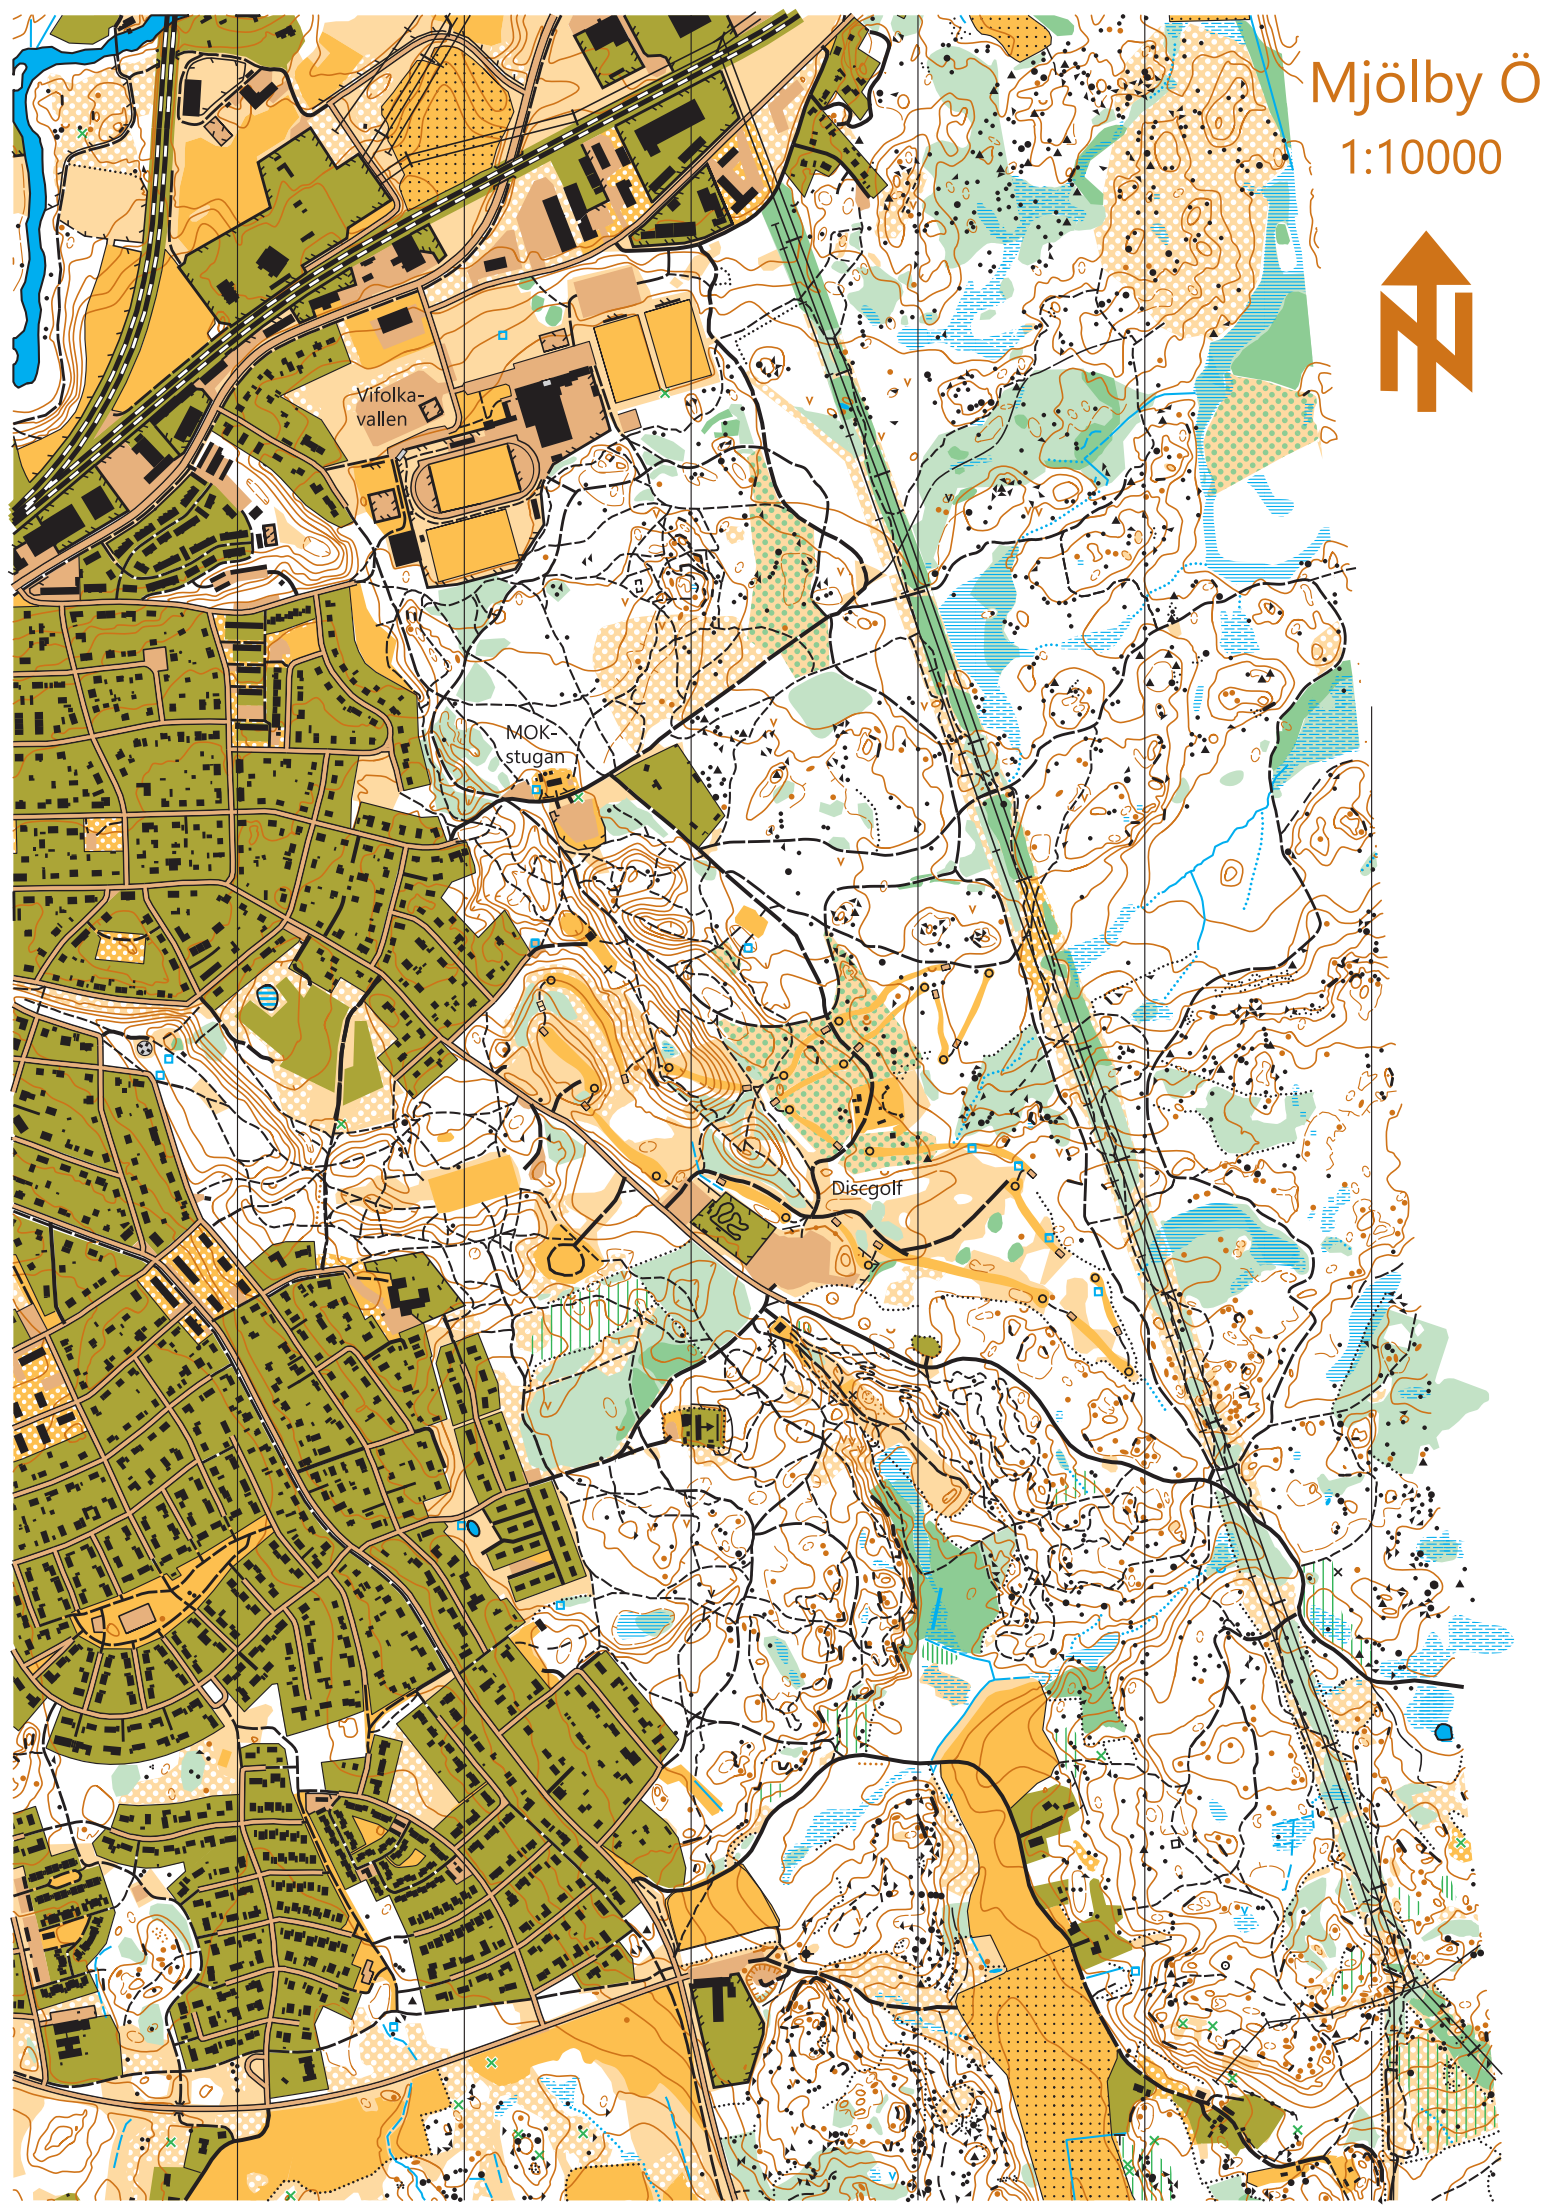 Mjölby Ö
1:10000
N
Vifolka-
vallen
MOK-
stugan
Discgolf